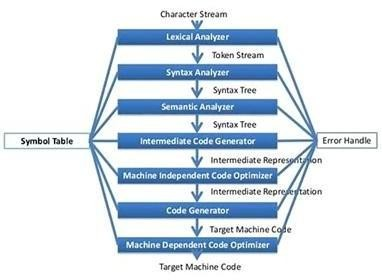 Character Stream
Lexical Analyzer
Token Stream
Syntax Analyzer
Syntax Tree
Semantic Analyzer
Syntax Tree
Symbol Table
Intermediate Code Generator
Error Handle
Intermediate Representation
Machine Independent Code Optimizer
Intermediate Representation
Code Generator
Target Machine Code
Machine Dependent Code Optimizer
Target Machine Code